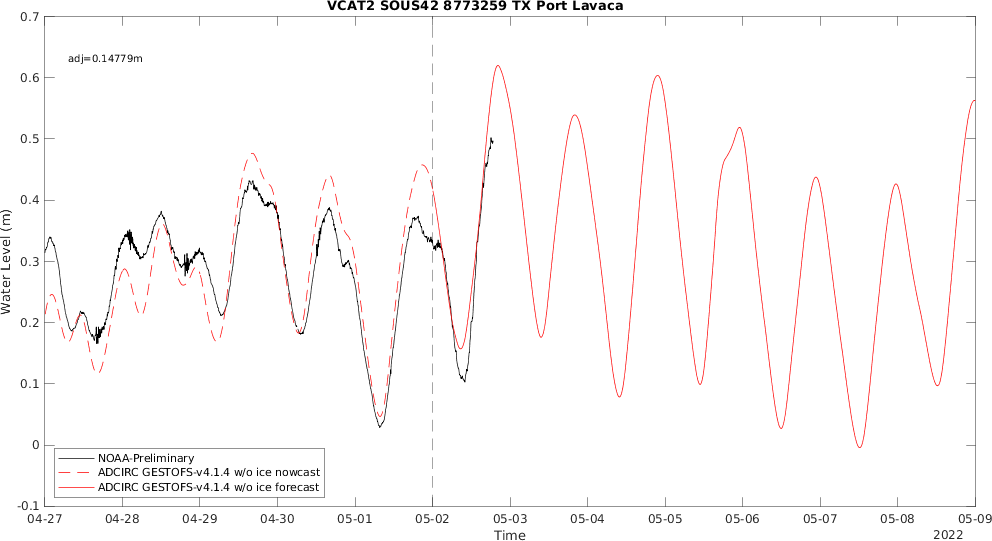 VCAT2 SOUS42 8773259 TX Port Lavaca
adj=0.14779m
Water Level (m)
0.7
0.6
0.5
0.4
0.3
0.2
0.1
0
-0.1
NOAA-Preliminary
ADCIRC GESTOFS-v4.1.4 w/o ice nowcast
ADCIRC GESTOFS-v4.1.4 w/o ice forecast
04-27 04-28 04-29 04-30 05-01 05-02 05-03 05-04 05-05 05-06 05-07 05-08 05-09
Time
2022